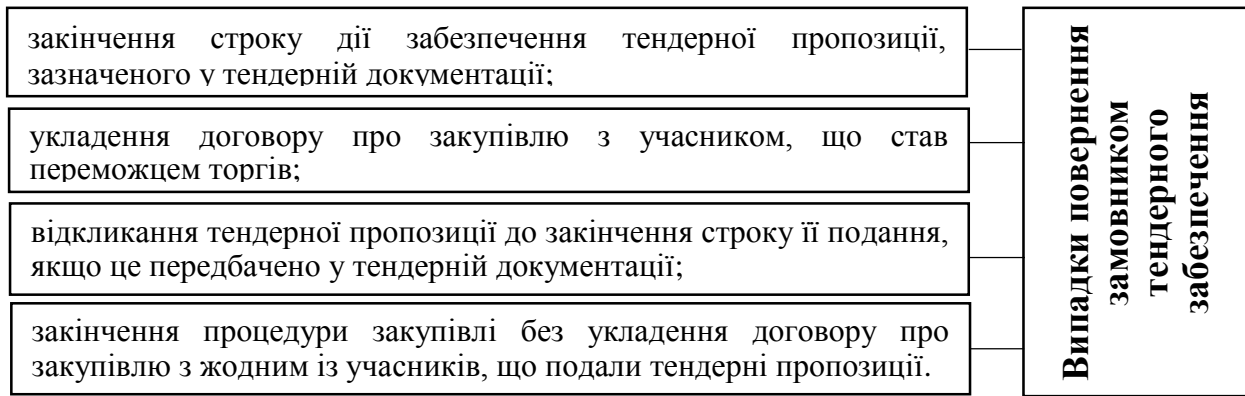 закінчення строку дії забезпечення тендерної пропозиції,
зазначеного у тендерній документації;
укладення договору про закупівлю з учасником, що став
переможцем торгів;
відкликання тендерної пропозиції до закінчення строку її подання,
якщо це передбачено у тендерній документації;
закінчення процедури закупівлі без укладення договору про
закупівлю з жодним із учасників, що подали тендерні пропозиції.
Випадки повернення
замовником
тендерного
забезпечення